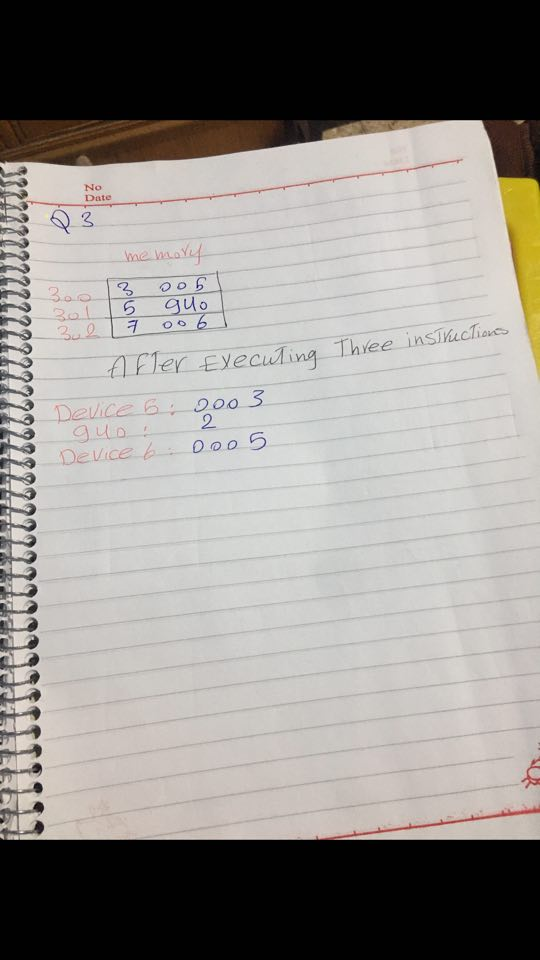 No
Date
Q3
memory
300 3 005
301 5 940
302 7 006
AFter Executing Three instructions
Device 5: 0003
940: 2
Device 6: 0005